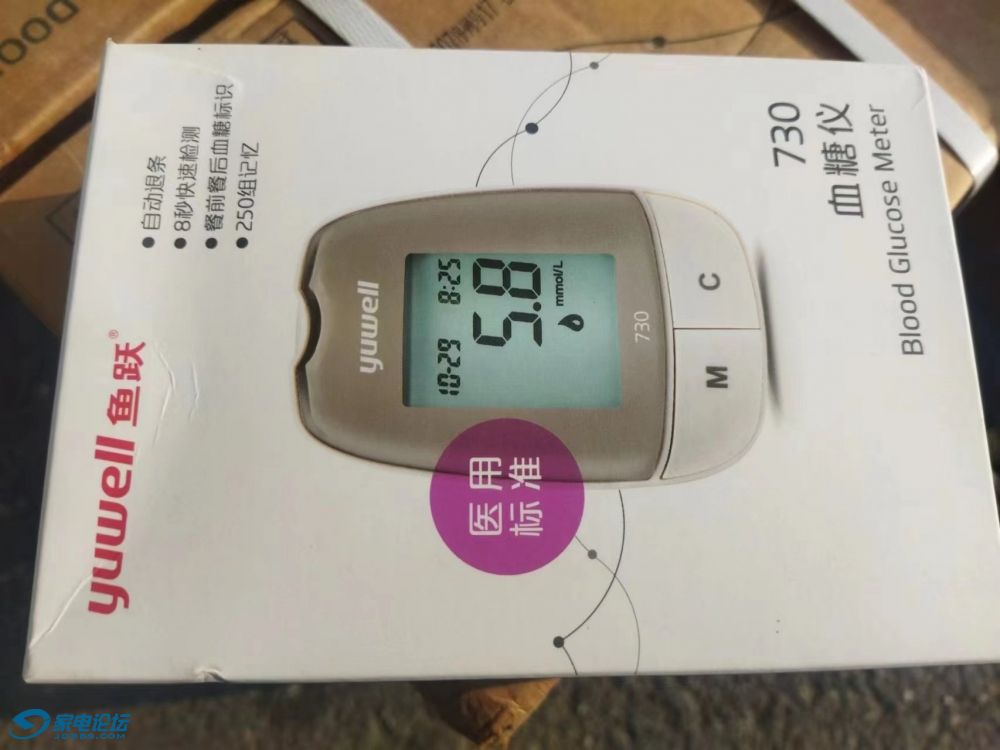 yuwell 鱼跃®
● 自动退条
● 8秒快速检测
● 餐前餐后血糖标识
● 250组记忆
yuwell
10-29 8:25
5.8
mmol/L
730
M C
医用
标准
730
血糖仪
Blood Glucose Meter
家电论坛